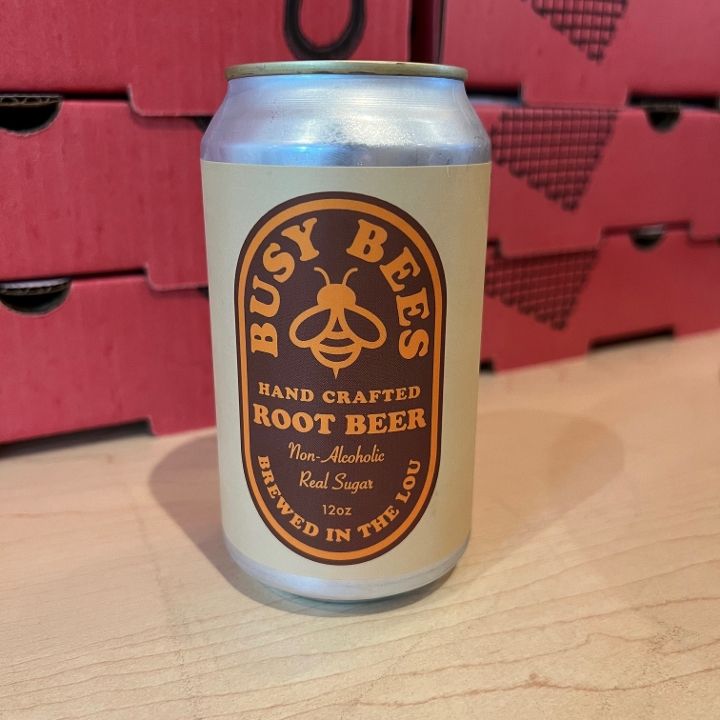 BUSY BEES
HAND CRAFTED
ROOT BEER
Non-Alcoholic
Real Sugar
12oz
BREWED IN THE LOU